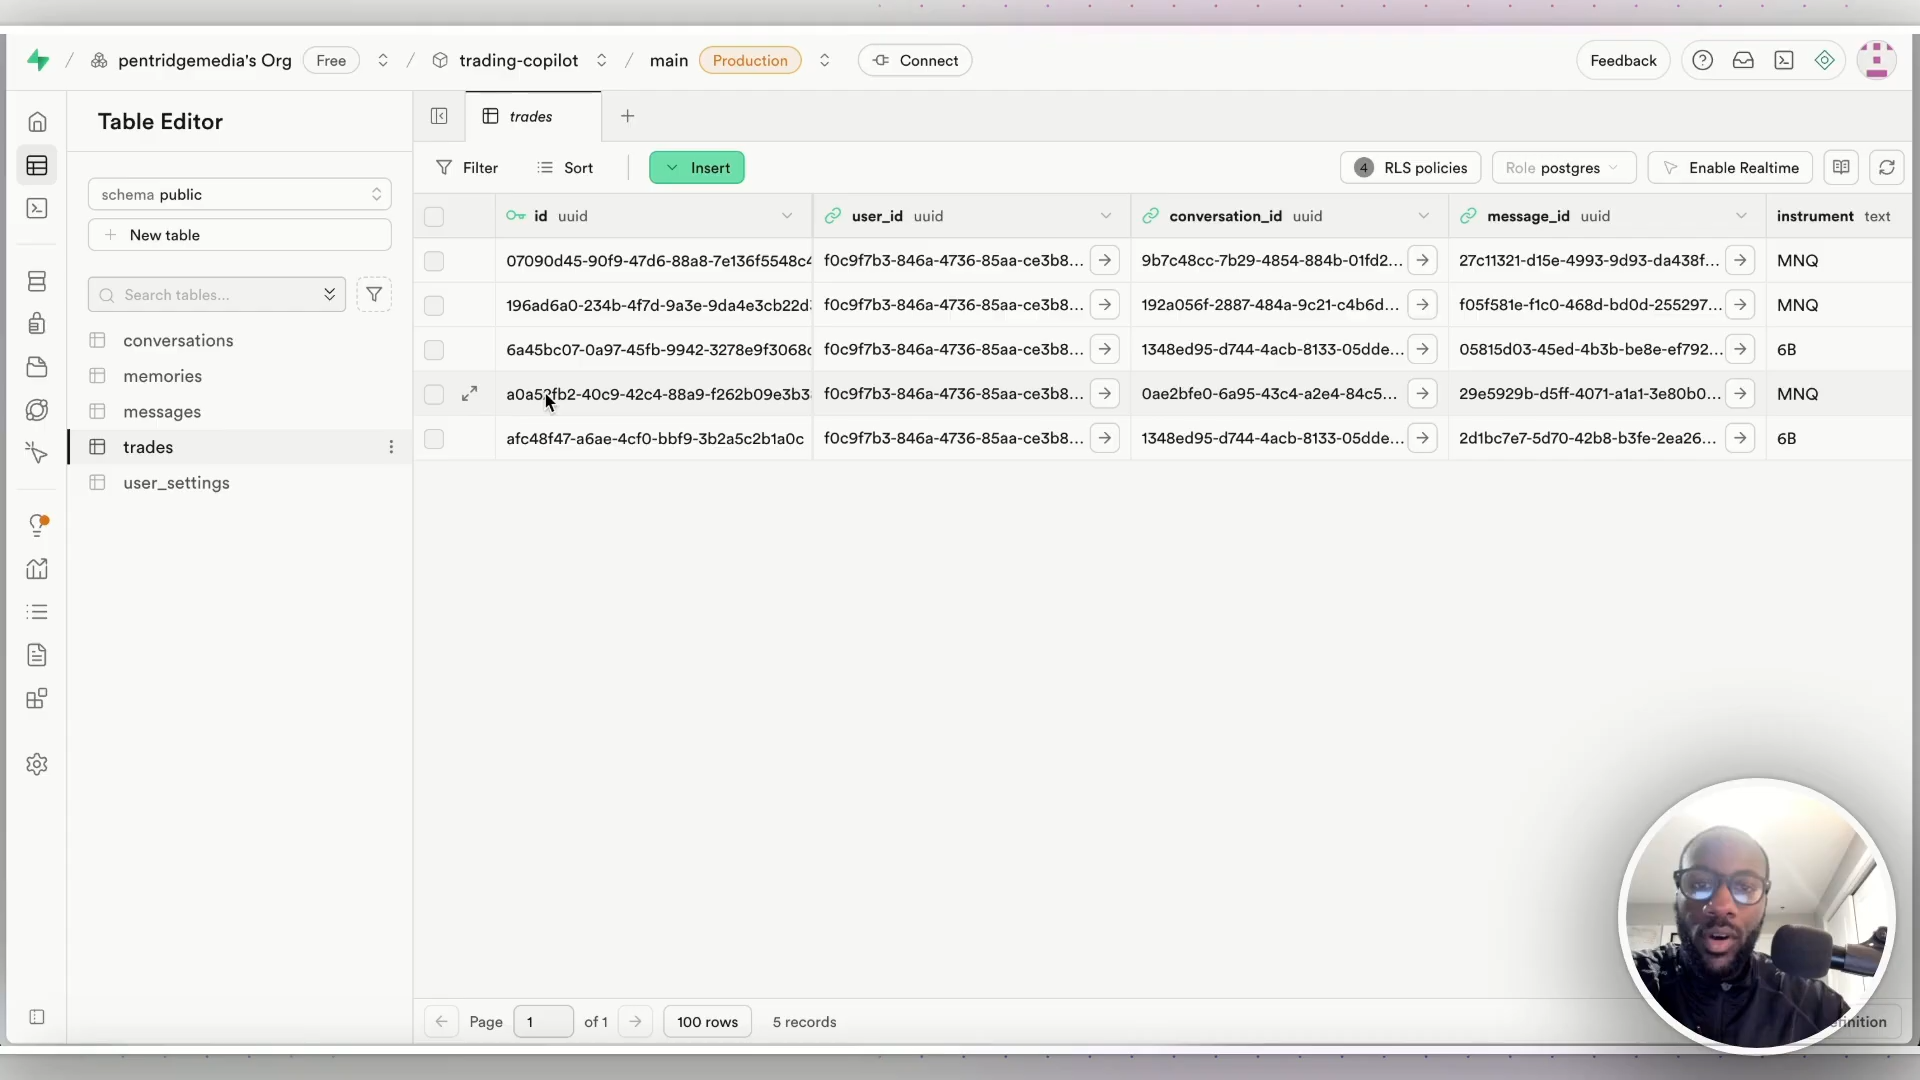 / pentridgemedia's Org Free / trading-copilot / main Production Connect Feedback
Table Editor
trades
schema public
New table
Search tables...
conversations
memories
messages
trades
user_settings
Filter Sort Insert 4 RLS policies Role postgres Enable Realtime
id uuid user_id uuid conversation_id uuid message_id uuid instrument text
07090d45-90f9-47d6-88a8-7e136f5548c4 f0c9f7b3-846a-4736-85aa-ce3b8... 9b7c48cc-7b29-4854-884b-01fd2... 27c11321-d15e-4993-9d93-da438f... MNQ
196ad6a0-234b-4f7d-9a3e-9da4e3cb22d f0c9f7b3-846a-4736-85aa-ce3b8... 192a056f-2887-484a-9c21-c4b6d... f05f581e-f1c0-468d-bd0d-255297... MNQ
6a45bc07-0a97-45fb-9942-3278e9f3068 f0c9f7b3-846a-4736-85aa-ce3b8... 1348ed95-d744-4acb-8133-05dde... 05815d03-45ed-4b3b-be8e-ef792... 6B
a0a52fb2-40c9-42c4-88a9-f262b09e3b3 f0c9f7b3-846a-4736-85aa-ce3b8... 0ae2bfe0-6a95-43c4-a2e4-84c5... 29e5929b-d5ff-4071-a1a1-3e80b0... MNQ
afc48f47-a6ae-4cf0-bbf9-3b2a5c2b1a0c f0c9f7b3-846a-4736-85aa-ce3b8... 1348ed95-d744-4acb-8133-05dde... 2d1bc7e7-5d70-42b8-b3fe-2ea26... 6B
Page 1 of 1 100 rows 5 records